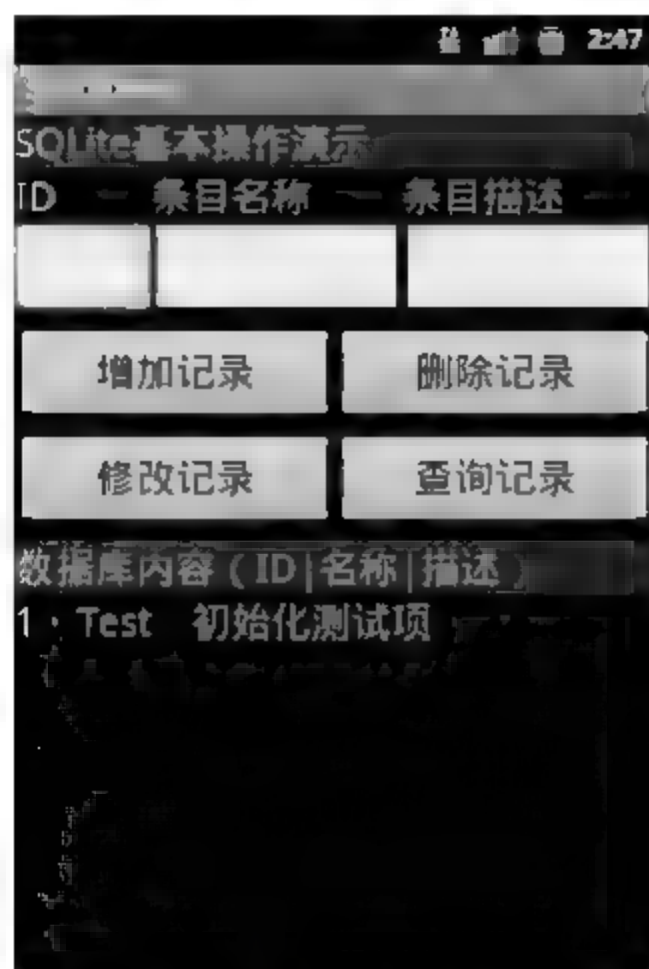 2:47
SQLite基本操作演示
ID 条目名称 条目描述
增加记录 删除记录
修改记录 查询记录
数据库内容（ID|名称|描述）
1 · Test 初始化测试项